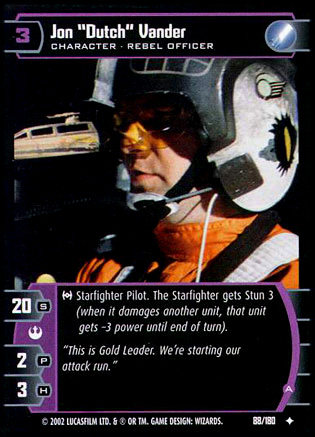 3 Jon "Dutch" Vander
CHARACTER · REBEL OFFICER
20 S
2 P
3 H
Starfighter Pilot. The Starfighter gets Stun 3
(when it damages another unit, that unit
gets -3 power until end of turn).
"This is Gold Leader. We're starting our
attack run."
A
© 2002 LUCASFILM LTD. & ® OR TM. GAME DESIGN: WIZARDS. 88/180